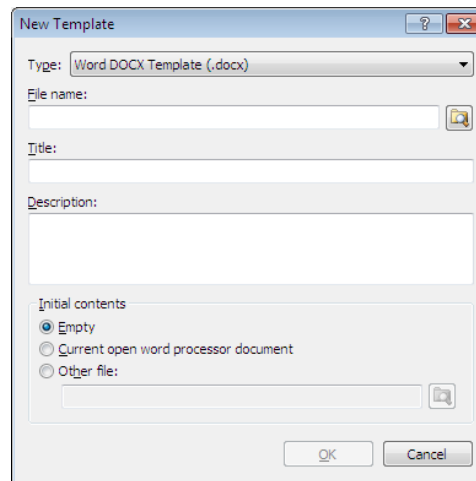 New Template
?
Type: Word DOCX Template (.docx)
File name:
Title:
Description:
Initial contents
Empty
Current open word processor document
Other file:
OK Cancel